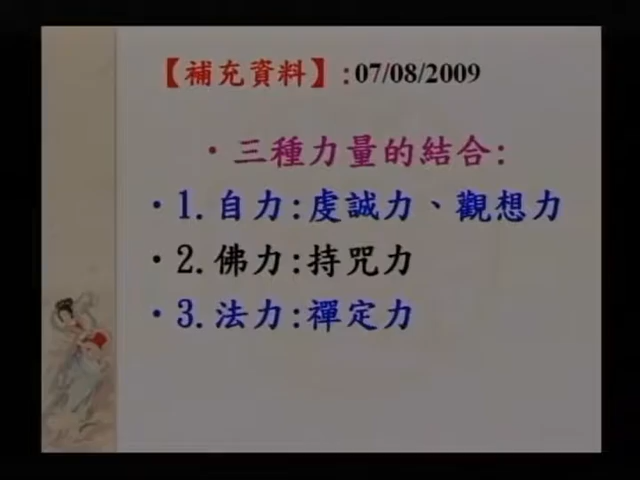 【補充資料】:07/08/2009
・三種力量的結合:
・1.自力:虔誠力、觀想力
・2.佛力:持咒力
・3.法力:禪定力